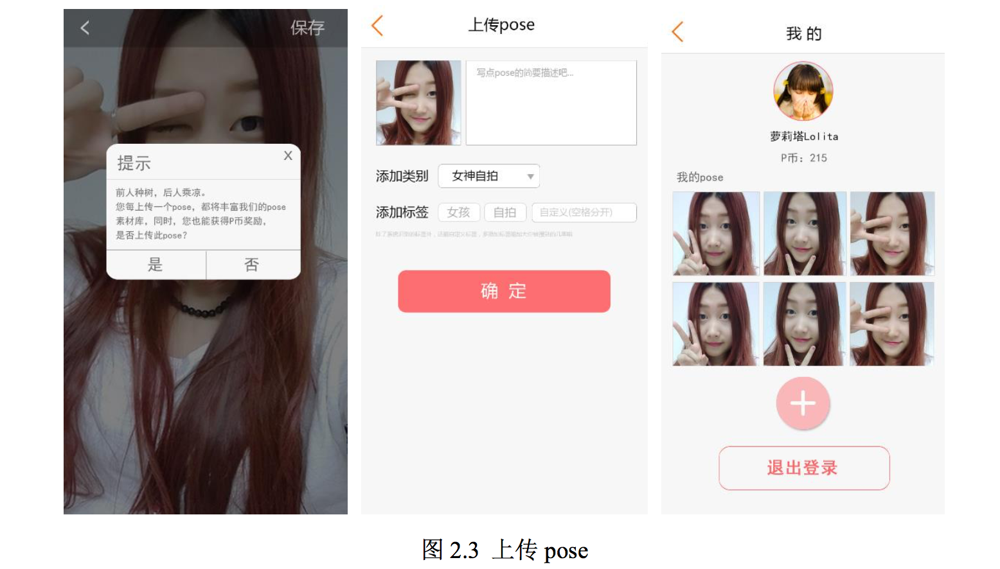 保存
提示
X
前人种树，后人乘凉。
您每上传一个pose，都将丰富我们的pose
素材库，同时，您也能获得P币奖励，
是否上传此pose？
是
否
上传pose
写点pose的简要描述吧...
添加类别
女神自拍
添加标签
女孩
自拍
自定义(空格分开)
确 定
我 的
萝莉塔Lolita
P币：215
我的pose
退出登录
图 2.3 上传 pose